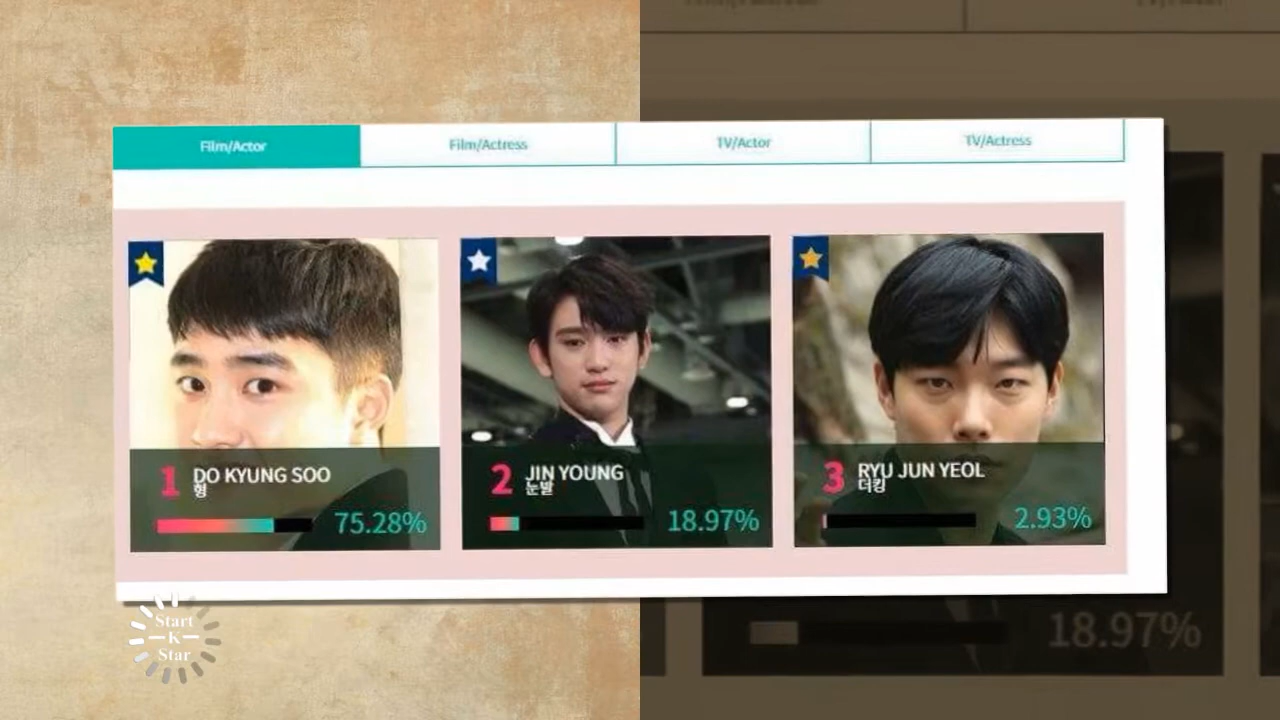 Film/Actor
Film/Actress
TV/Actor
TV/Actress
1 DO KYUNG SOO
형
75.28%
2 JIN YOUNG
눈발
18.97%
3 RYU JUN YEOL
더킹
2.93%
Start
K
Star
18.97%